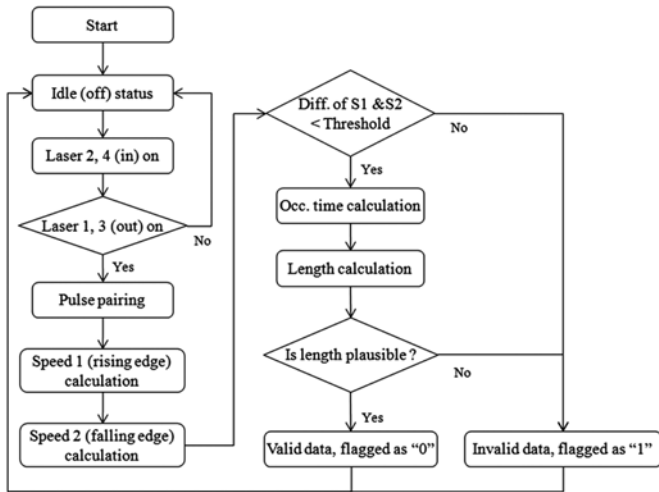 Start
Idle (off) status
Laser 2, 4 (in) on
Laser 1, 3 (out) on
No
Yes
Pulse pairing
Speed 1 (rising edge)
calculation
Speed 2 (falling edge)
calculation
Diff. of S1 &S2
< Threshold
No
Yes
Occ. time calculation
Length calculation
Is length plausible ?
No
Yes
Valid data, flagged as “0”
Invalid data, flagged as “1”